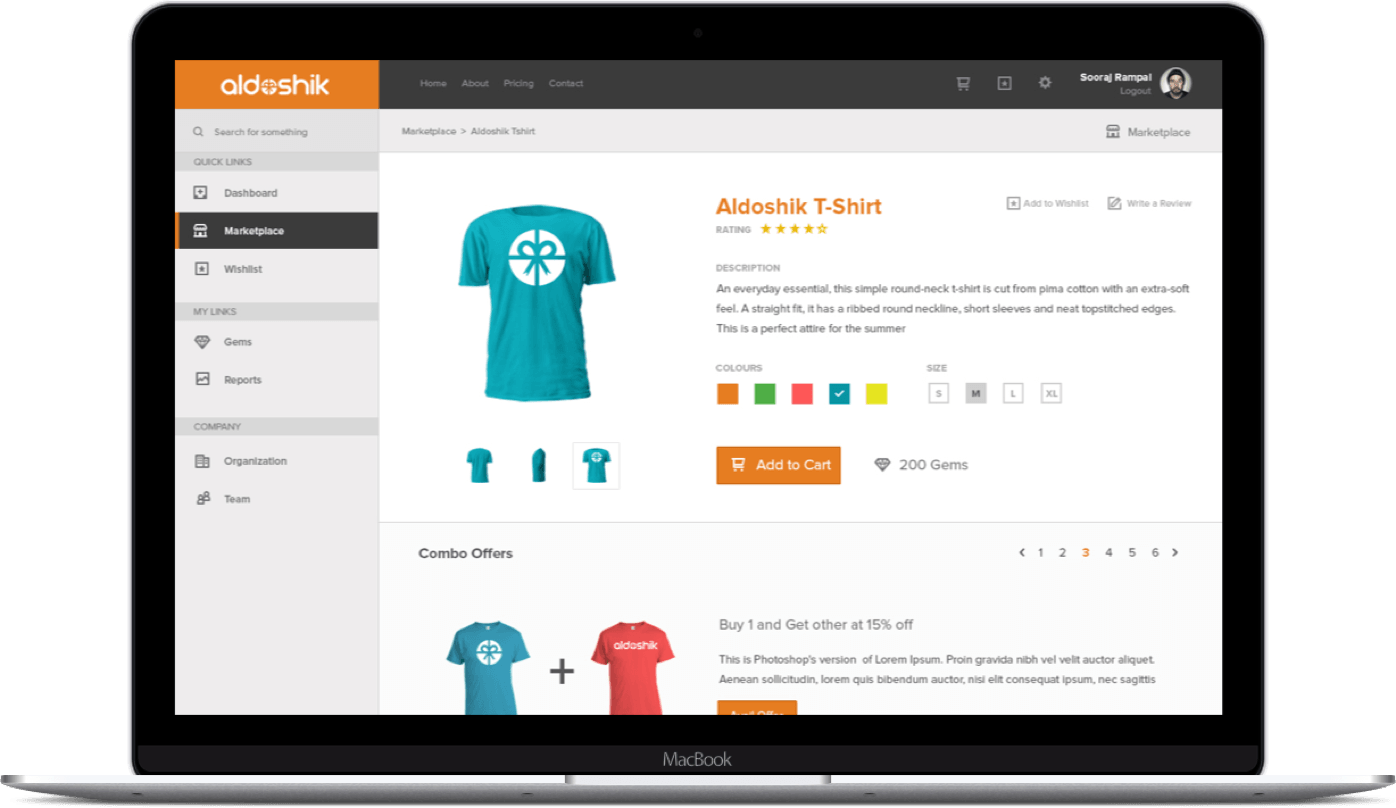 aldoshik
Home About Pricing Contact
Sooraj Rampal
Logout
Search for something
Marketplace > Aldoshik Tshirt
Marketplace
QUICK LINKS
Dashboard
Marketplace
Wishlist
MY LINKS
Gems
Reports
COMPANY
Organization
Team
Aldoshik T-Shirt
Add to Wishlist
Write a Review
RATING
DESCRIPTION
An everyday essential, this simple round-neck t-shirt is cut from pima cotton with an extra-soft
feel. A straight fit, it has a ribbed round neckline, short sleeves and neat topstitched edges.
This is a perfect attire for the summer
COLOURS
SIZE
S M L XL
Add to Cart
200 Gems
Combo Offers
1 2 3 4 5 6
aldoshik
+
Buy 1 and Get other at 15% off
This is Photoshop's version of Lorem Ipsum. Proin gravida nibh vel velit auctor aliquet.
Aenean sollicitudin, lorem quis bibendum auctor, nisi elit consequat ipsum, nec sagittis
Avail Offer
MacBook